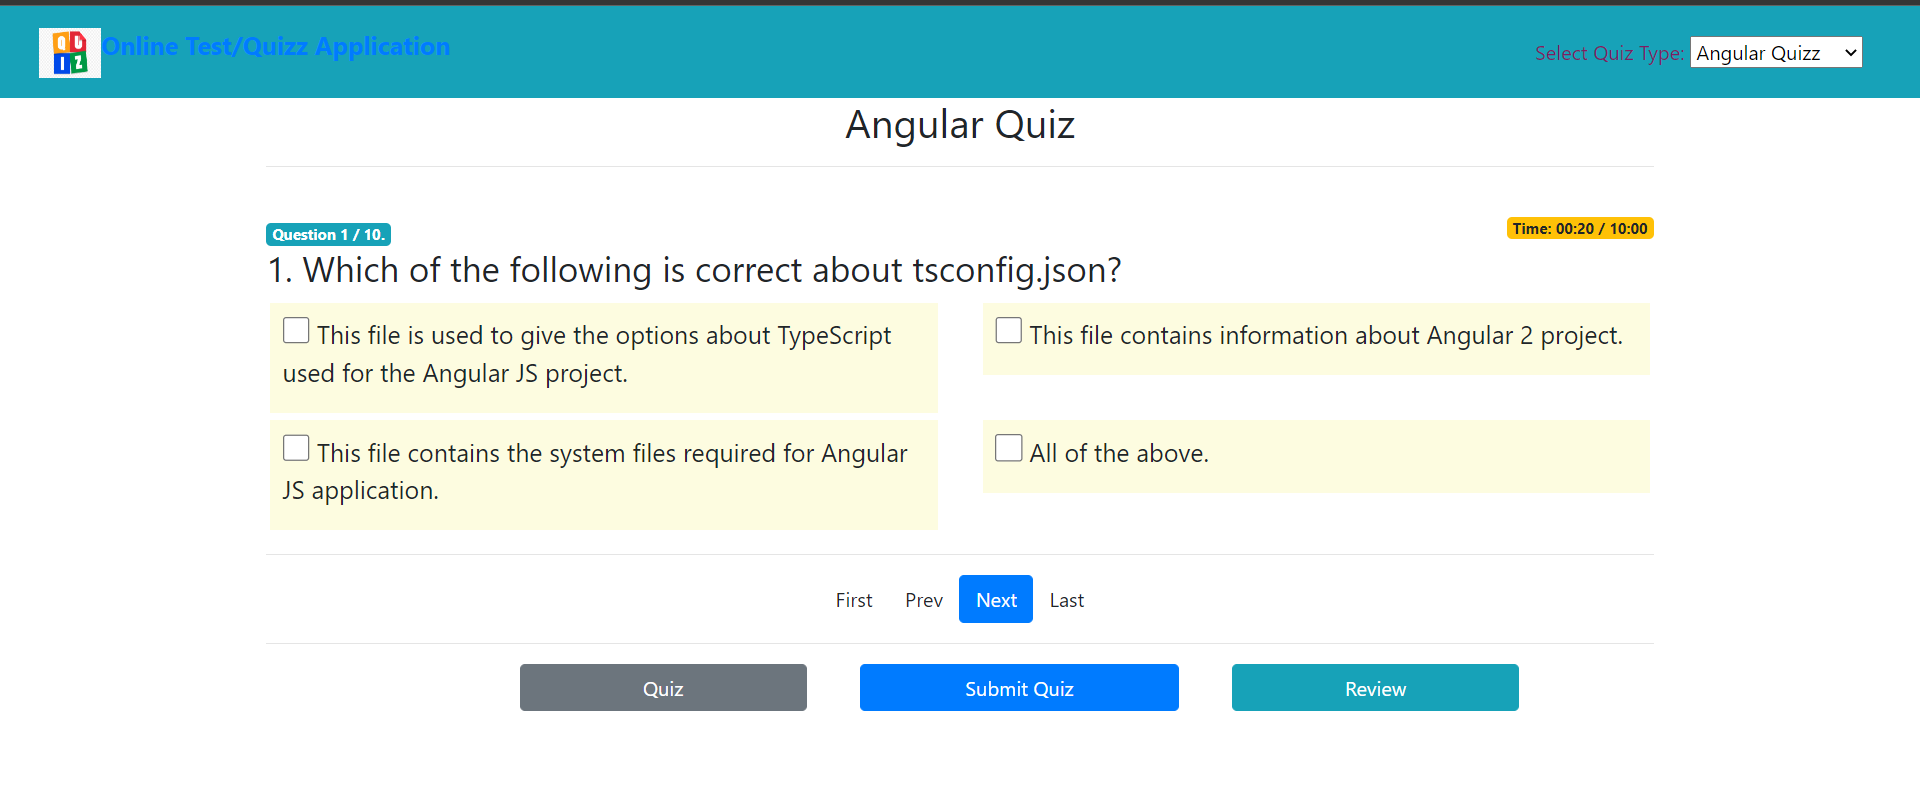 QUIZ
Online Test/Quizz Application
Select Quiz Type: Angular Quizz
Angular Quiz
Question 1 / 10.
Time: 00:20 / 10:00
1. Which of the following is correct about tsconfig.json?
This file is used to give the options about TypeScript
used for the Angular JS project.
This file contains information about Angular 2 project.
This file contains the system files required for Angular
JS application.
All of the above.
First Prev Next Last
Quiz Submit Quiz Review